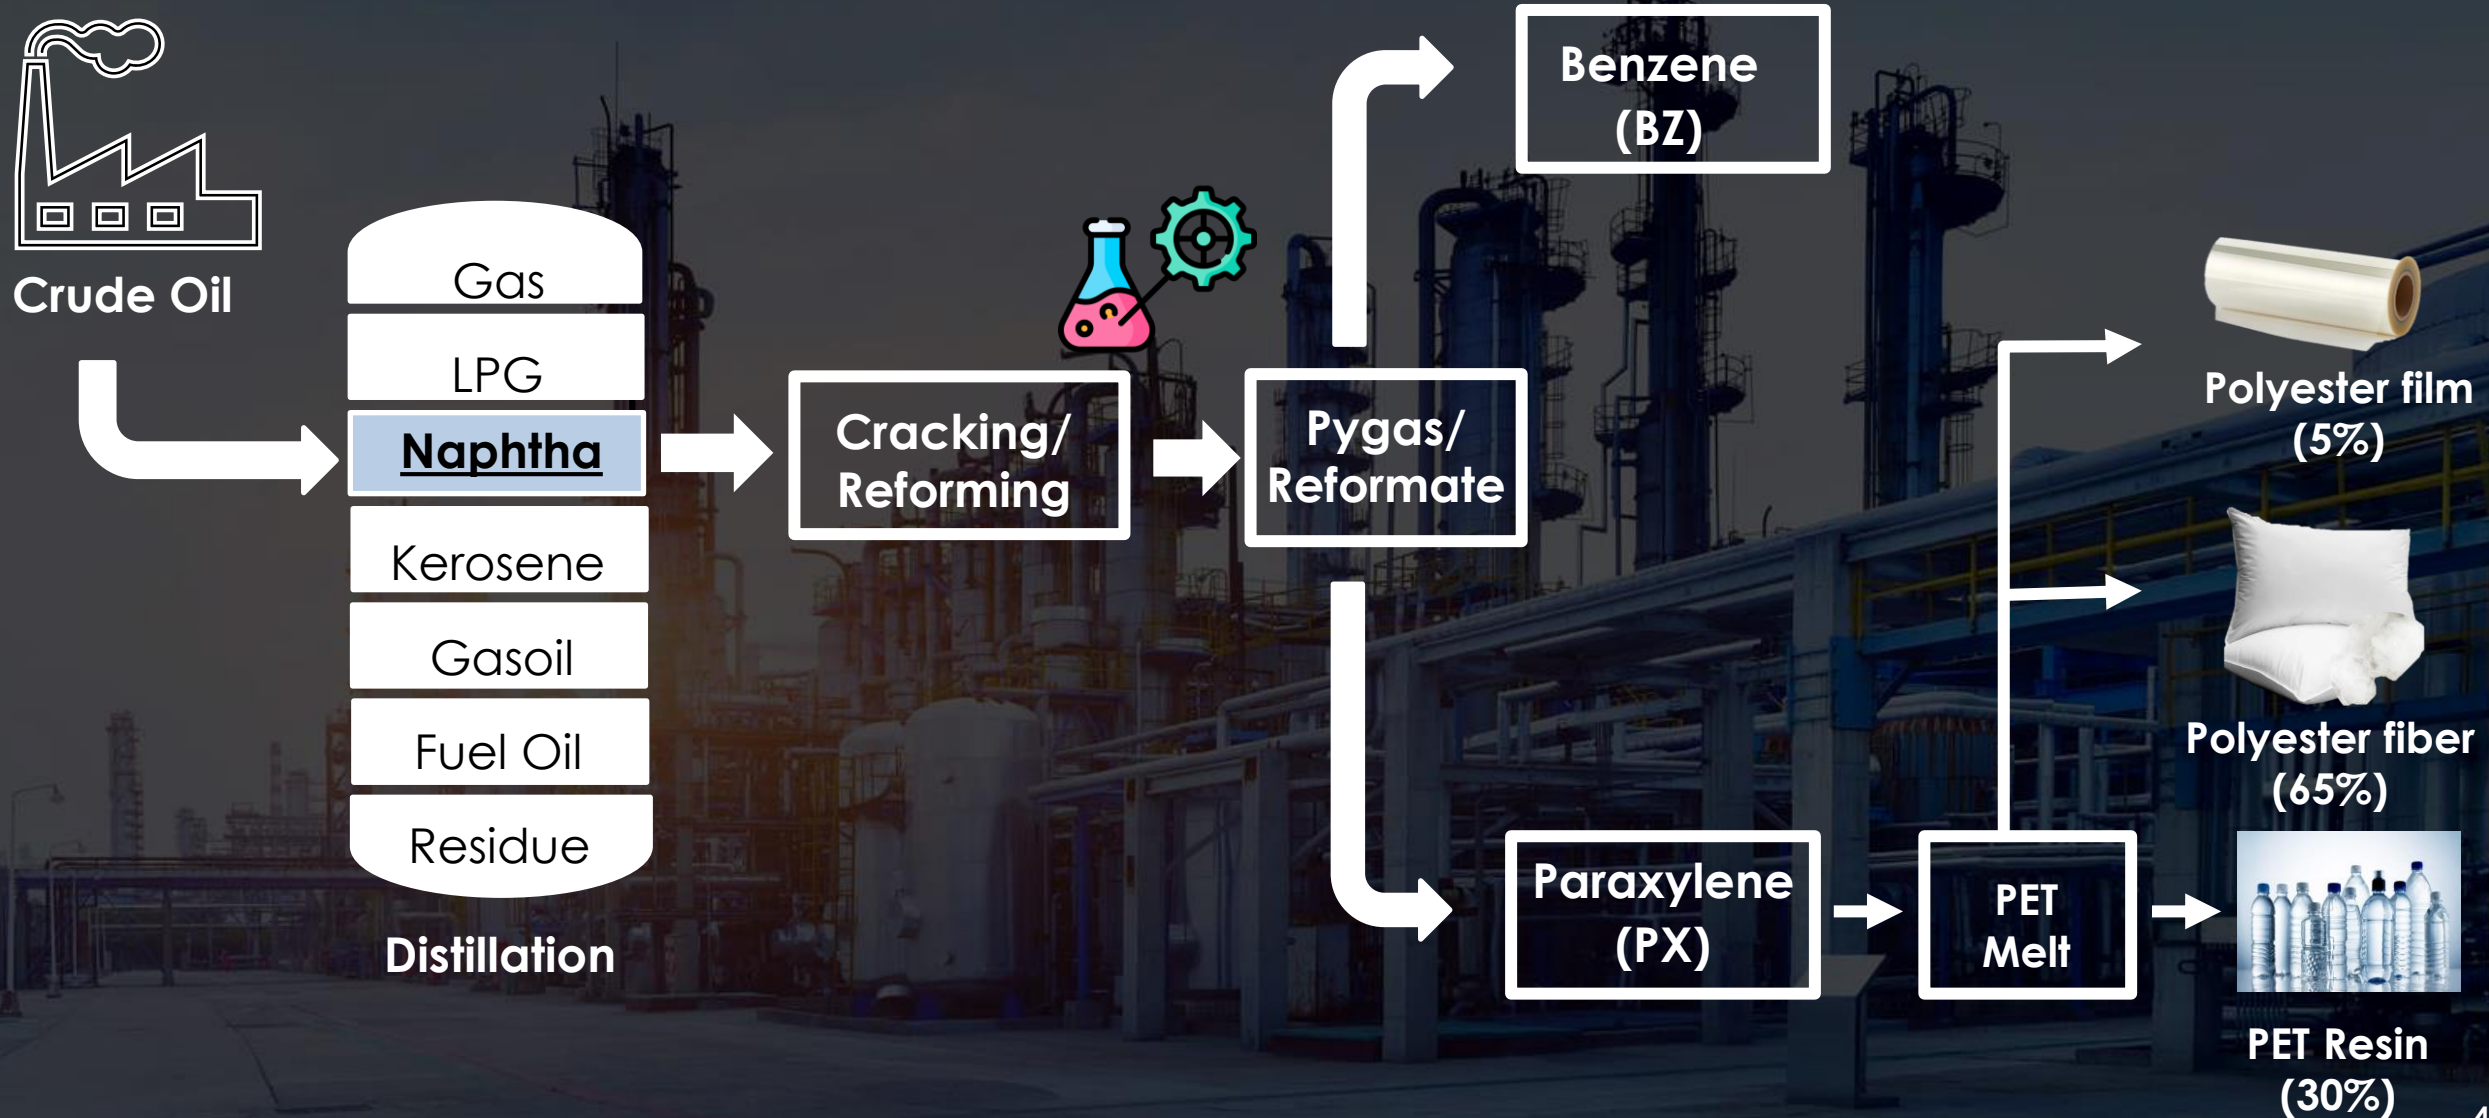 Crude Oil
Gas
LPG
Naphtha
Kerosene
Gasoil
Fuel Oil
Residue
Distillation
Cracking/
Reforming
Pygas/
Reformate
Benzene
(BZ)
Paraxylene
(PX)
PET
Melt
Polyester film
(5%)
Polyester fiber
(65%)
PET Resin
(30%)